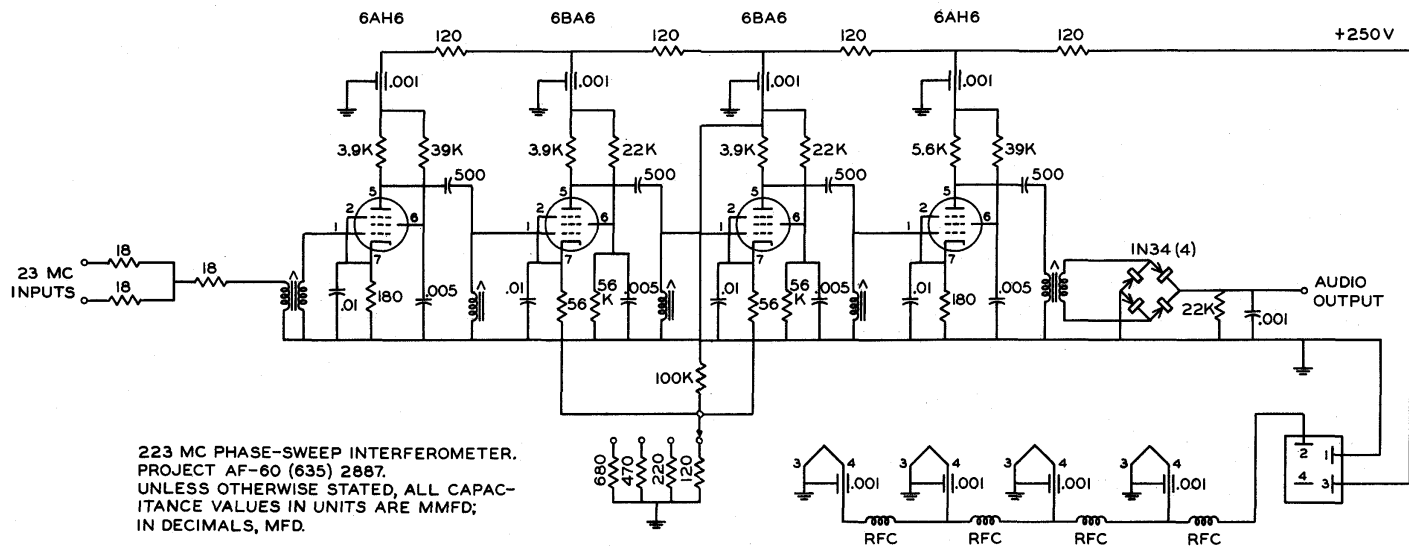 6AH6 6BA6 6BA6 6AH6
120 120 120 120 +250V
.001 .001 .001 .001
3.9K 39K 3.9K 22K 3.9K 22K 5.6K 39K
500 500 500 500
5 5 5 5
2 6 2 6 2 6 2 6
1 1 1 1
7 7 7 7
23 MC
INPUTS
18
18
18
.01 180 .005
.01 56 56K .005
.01 56 56K .005
.01 180 .005
IN34 (4)
22K .001
AUDIO
OUTPUT
100K
680 470 220 120
223 MC PHASE-SWEEP INTERFEROMETER.
PROJECT AF-60 (635) 2887.
UNLESS OTHERWISE STATED, ALL CAPAC-
ITANCE VALUES IN UNITS ARE MMFD;
IN DECIMALS, MFD.
3 4 3 4 3 4 3 4
.001 .001 .001 .001
RFC RFC RFC RFC
2 1
4 3